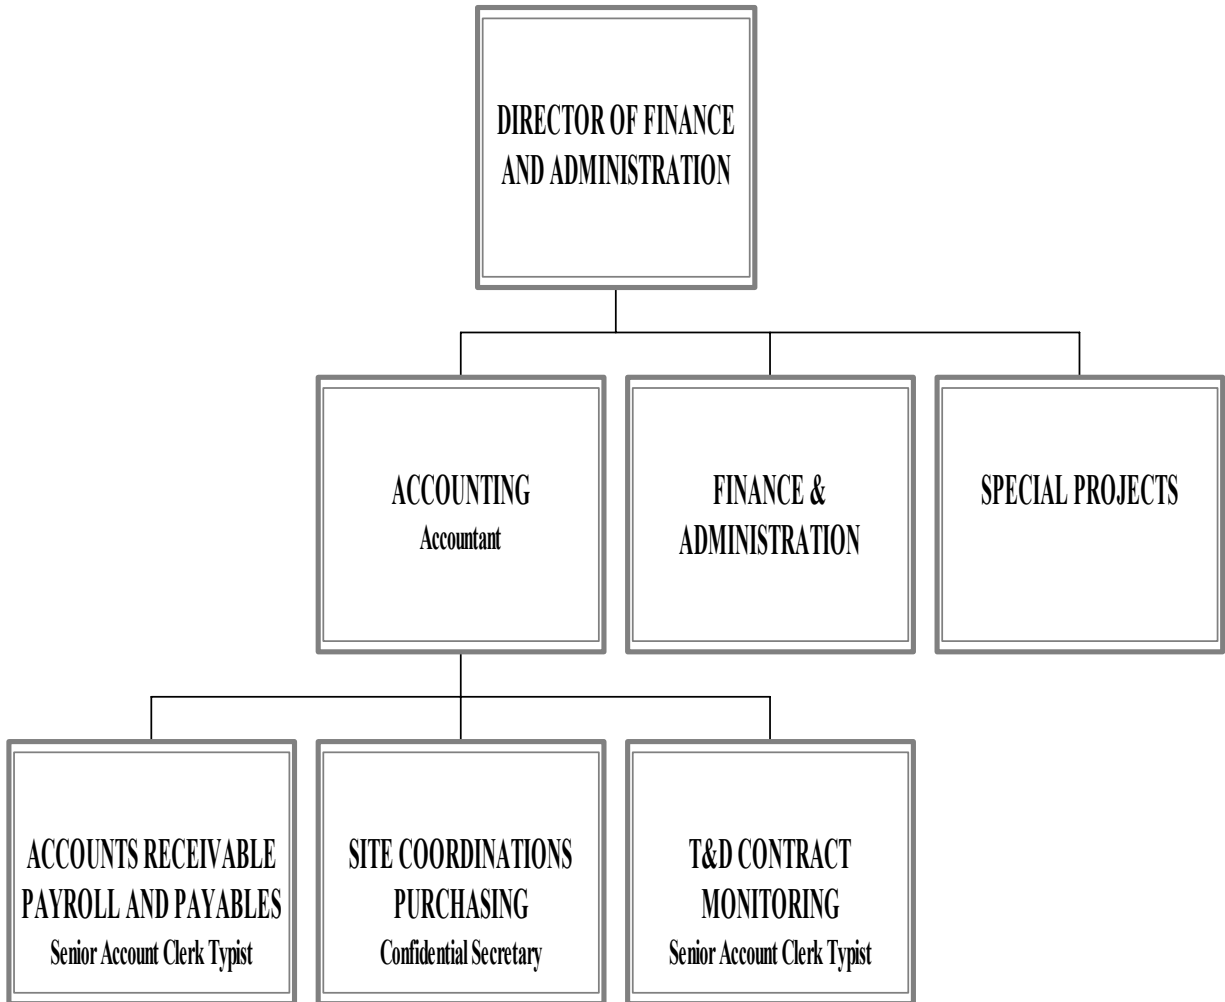 DIRECTOR OF FINANCE
AND ADMINISTRATION
ACCOUNTING
Accountant
FINANCE &
ADMINISTRATION
SPECIAL PROJECTS
ACCOUNTS RECEIVABLE
PAYROLL AND PAYABLES
Senior Account Clerk Typist
SITE COORDINATIONS
PURCHASING
Confidential Secretary
T&D CONTRACT
MONITORING
Senior Account Clerk Typist